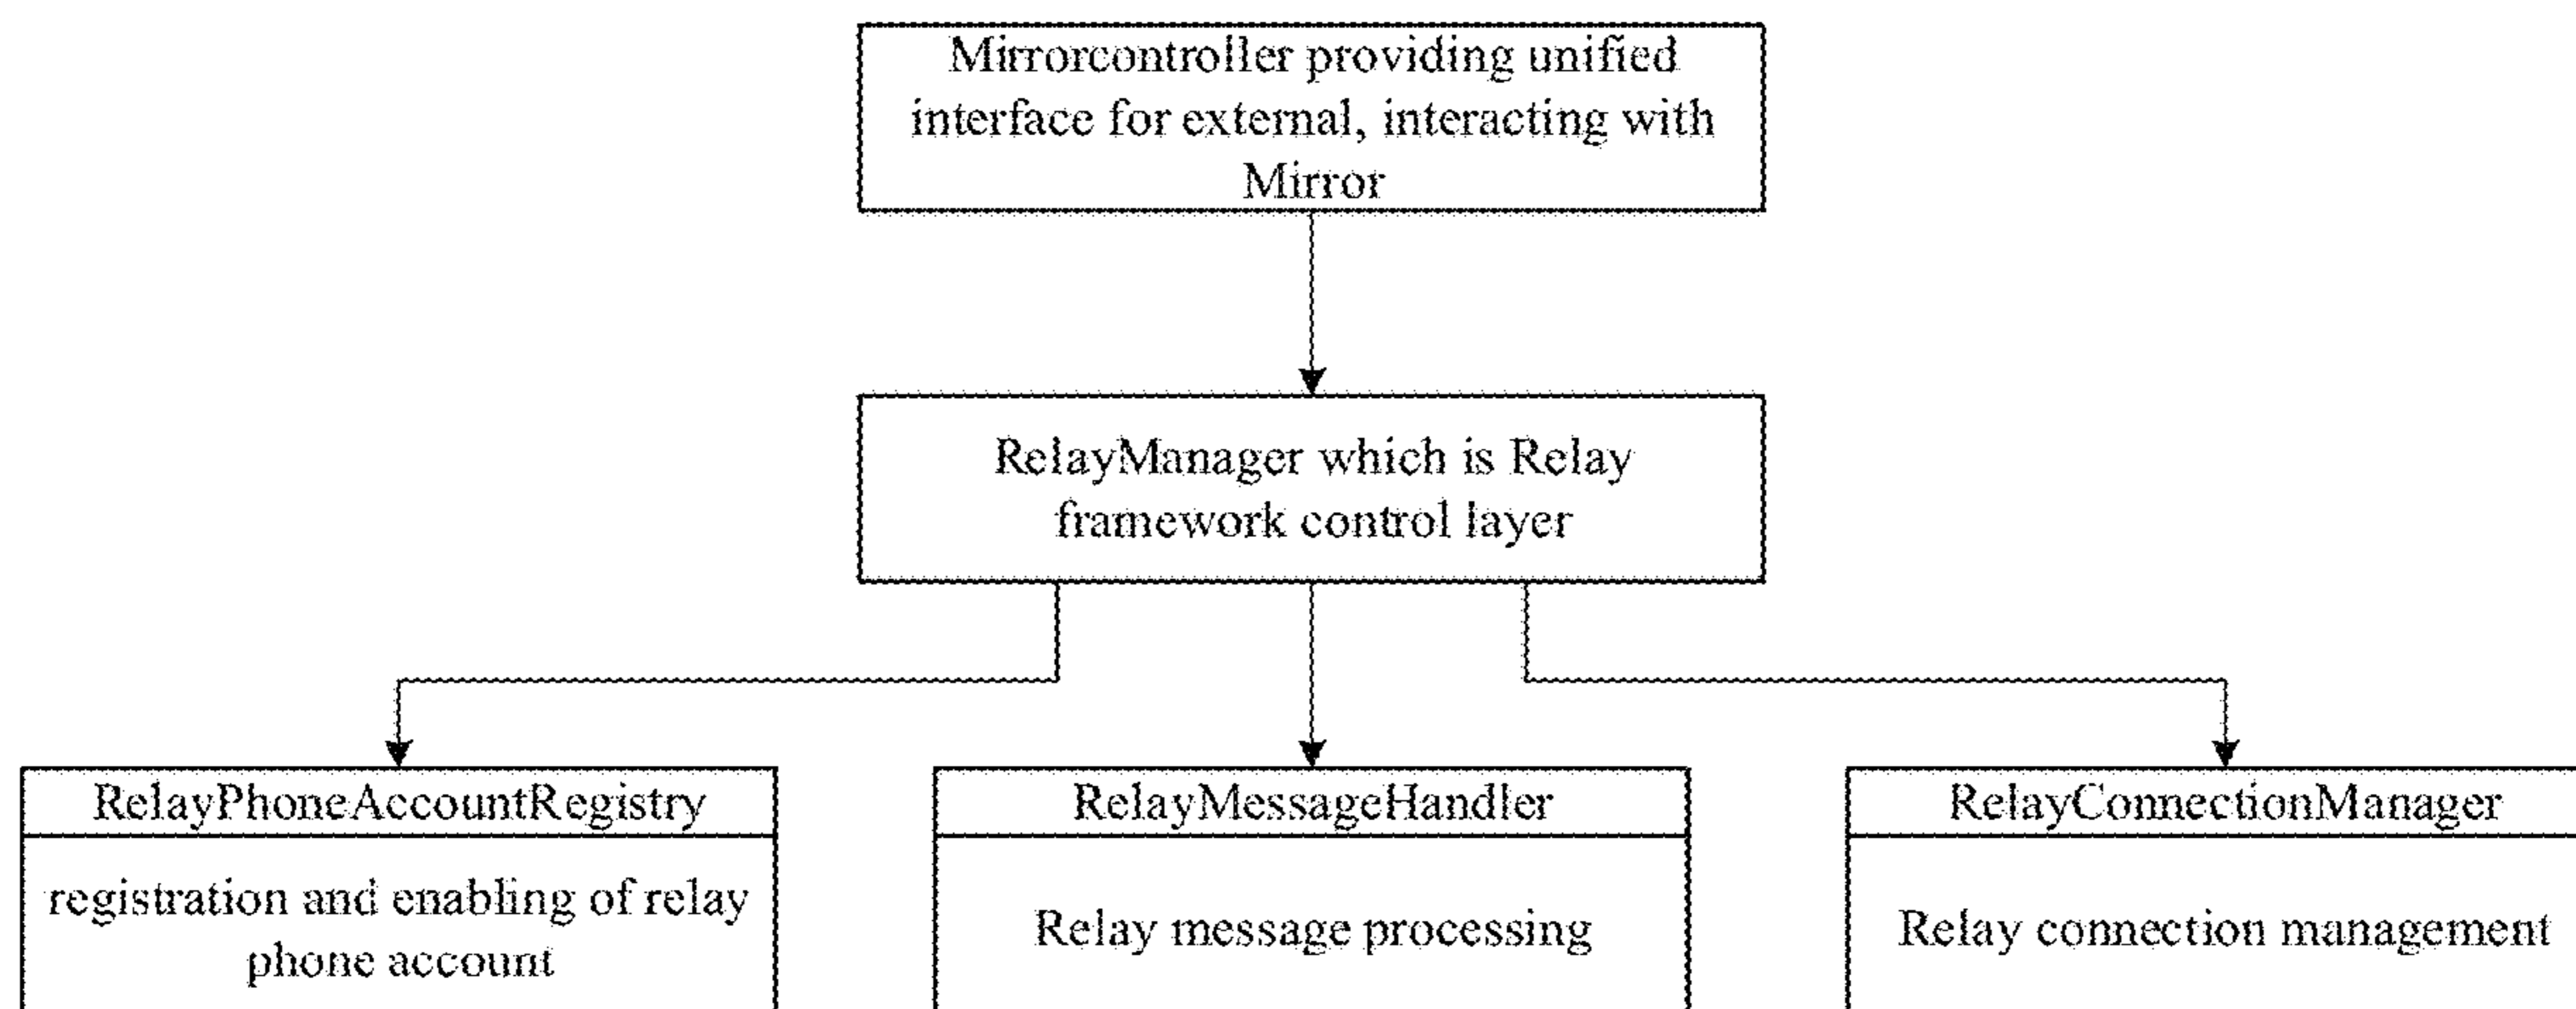 Mirrorcontroller providing unified
interface for external, interacting with
Mirror
RelayManager which is Relay
framework control layer
RelayPhoneAccountRegistry
RelayMessageHandler
RelayConnectionManager
registration and enabling of relay
phone account
Relay message processing
Relay connection management